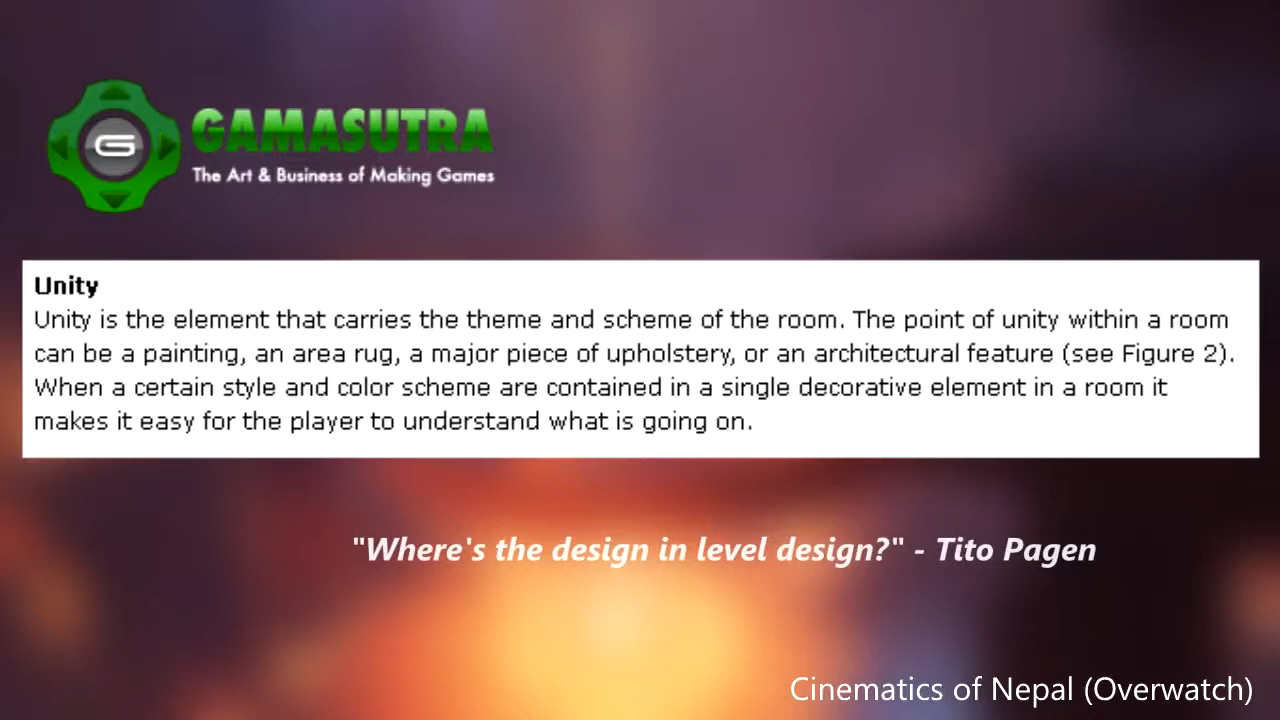 G
GAMASUTRA
The Art & Business of Making Games
Unity
Unity is the element that carries the theme and scheme of the room. The point of unity within a room
can be a painting, an area rug, a major piece of upholstery, or an architectural feature (see Figure 2).
When a certain style and color scheme are contained in a single decorative element in a room it
makes it easy for the player to understand what is going on.
"Where's the design in level design?" - Tito Pagen
Cinematics of Nepal (Overwatch)